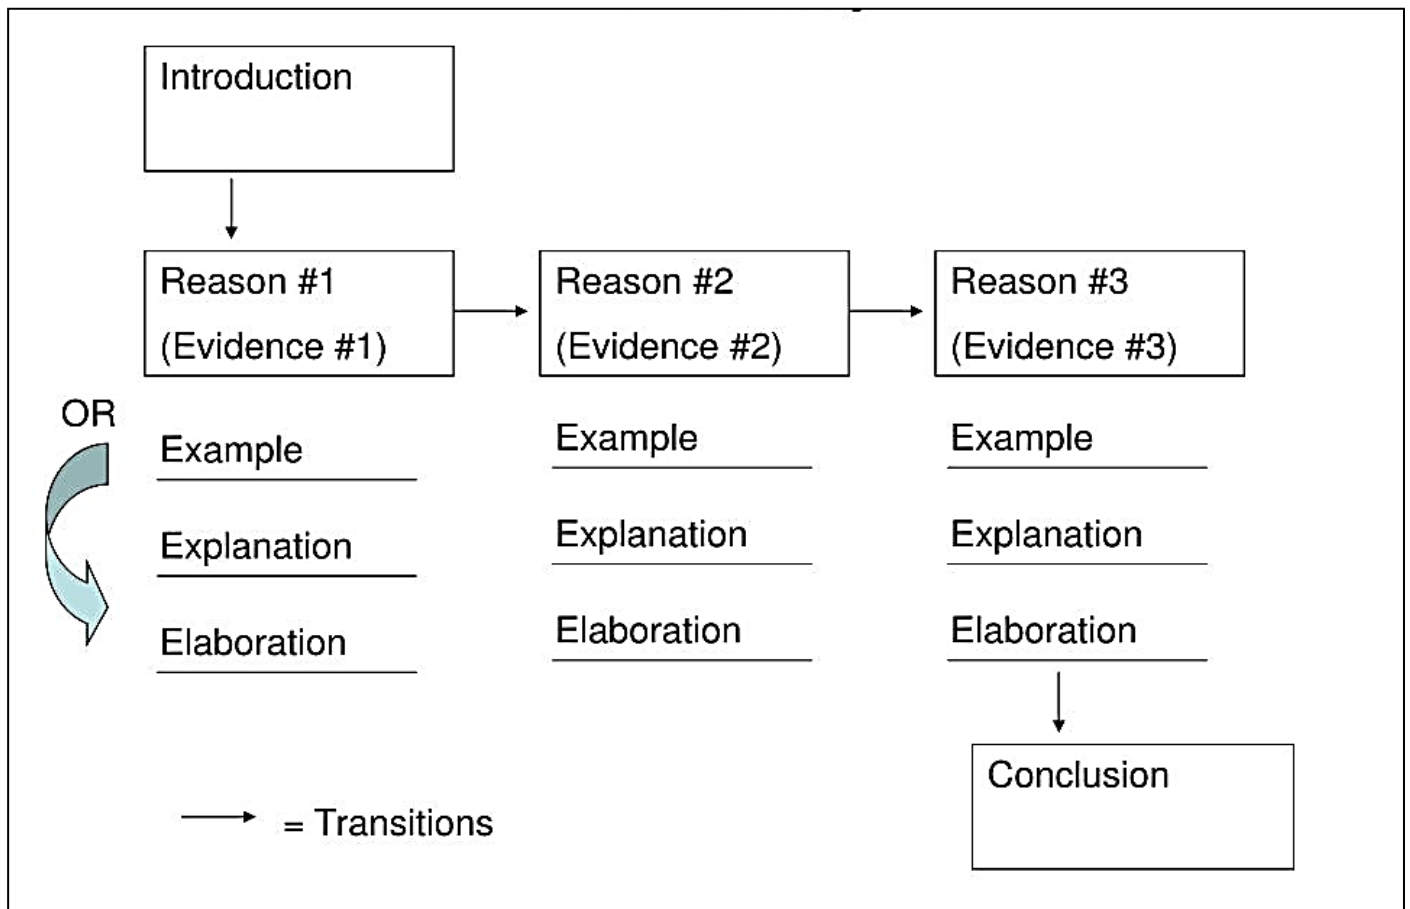 Introduction
Reason #1
(Evidence #1)
Reason #2
(Evidence #2)
Reason #3
(Evidence #3)
OR
Example
Explanation
Elaboration
Example
Explanation
Elaboration
Example
Explanation
Elaboration
Conclusion
= Transitions